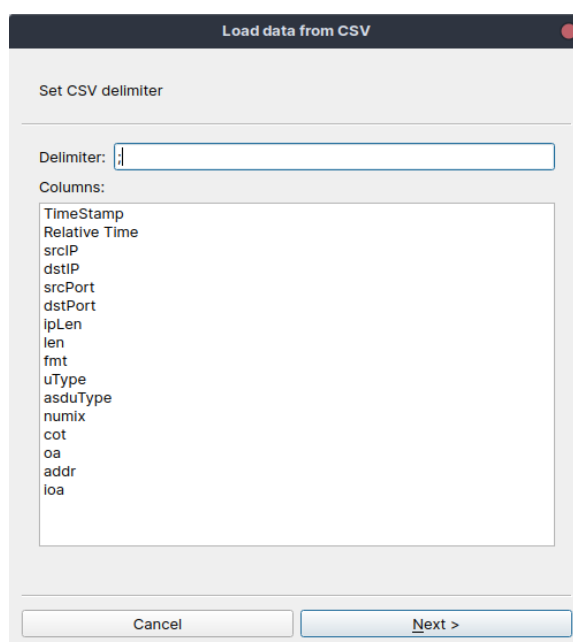 Load data from CSV
Set CSV delimiter
Delimiter: ;
Columns:
TimeStamp
Relative Time
srcIP
dstIP
srcPort
dstPort
ipLen
len
fmt
uType
asduType
numix
cot
oa
addr
ioa
Cancel
Next >